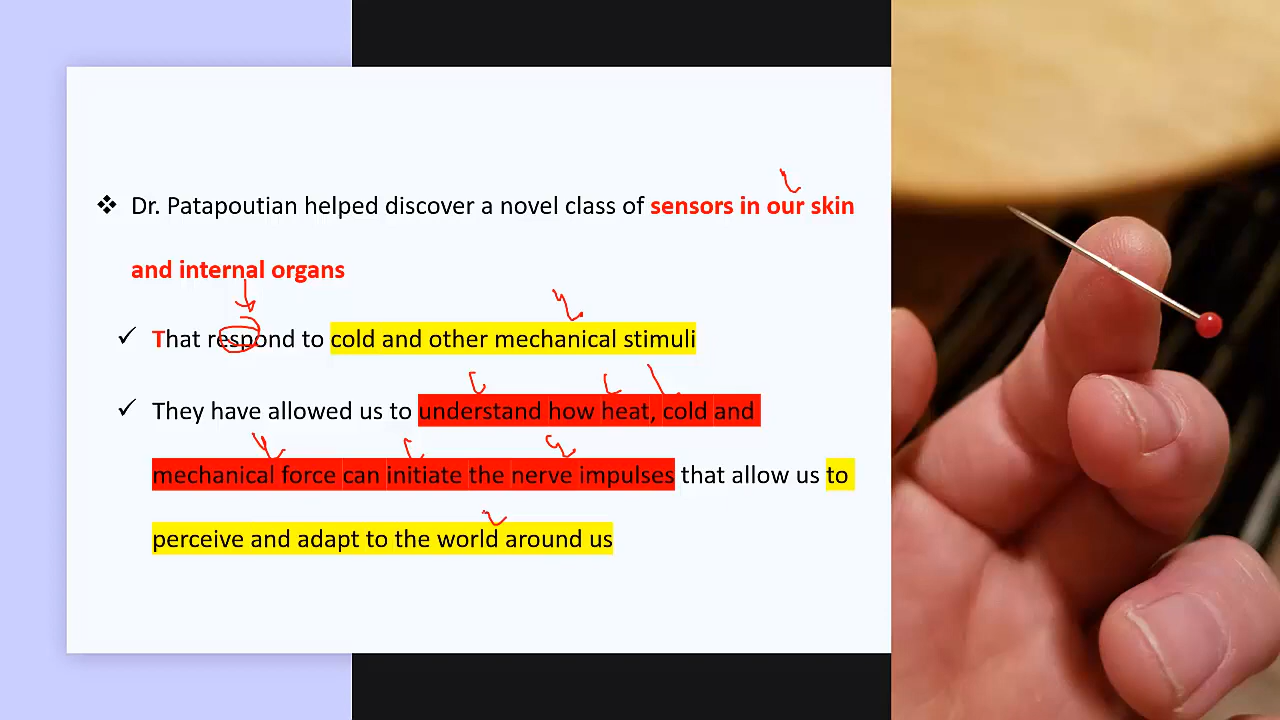 ❖ Dr. Patapoutian helped discover a novel class of sensors in our skin
and internal organs
✓ That respond to cold and other mechanical stimuli
✓ They have allowed us to understand how heat, cold and
mechanical force can initiate the nerve impulses that allow us to
perceive and adapt to the world around us